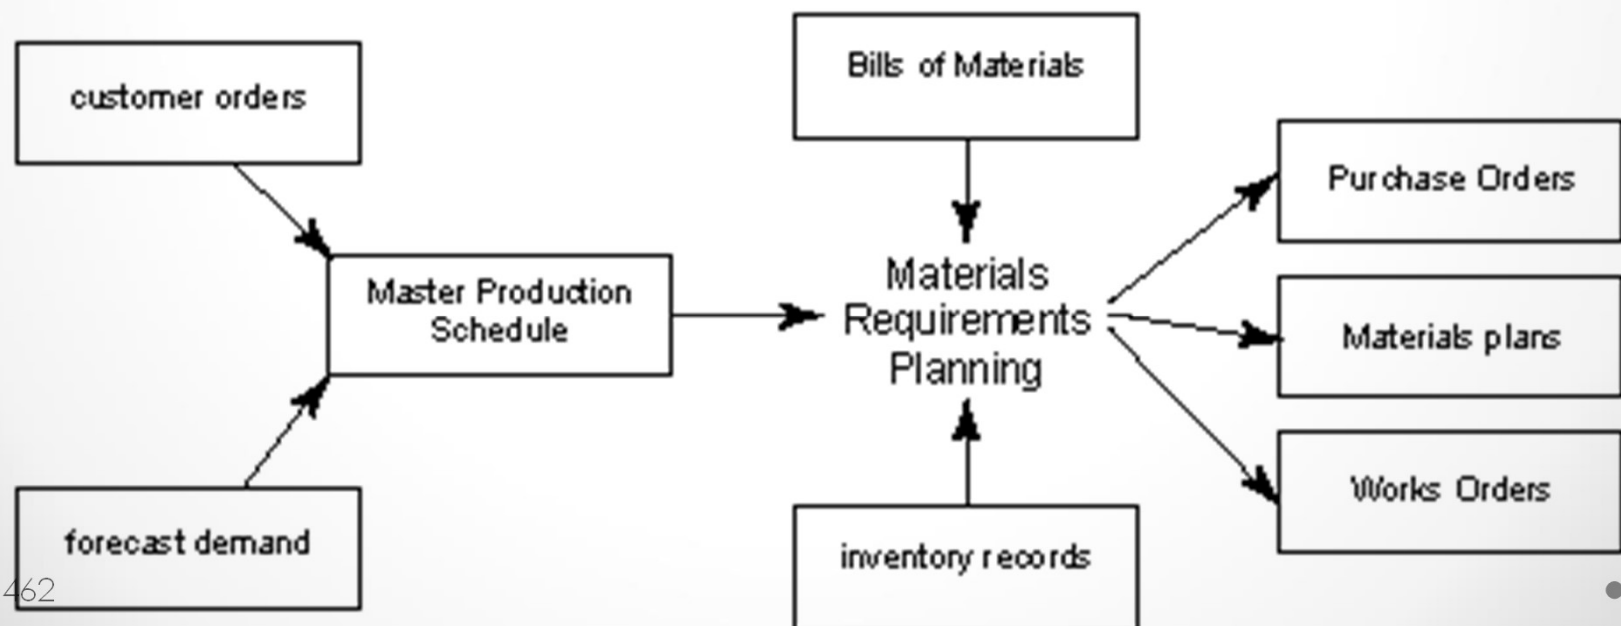 customer orders
Bills of Materials
Purchase Orders
Master Production
Schedule
Materials
Requirements
Planning
Materials plans
Works Orders
forecast demand
inventory records
462